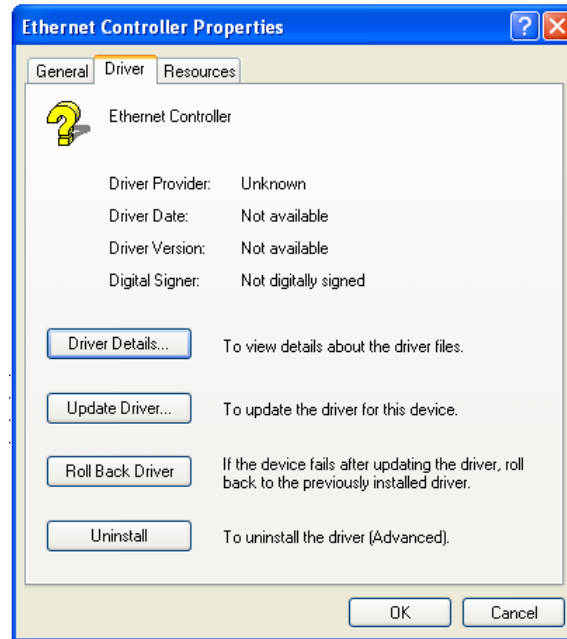 Ethernet Controller Properties
General Driver Resources
Ethernet Controller
Driver Provider: Unknown
Driver Date: Not available
Driver Version: Not available
Digital Signer: Not digitally signed
Driver Details... To view details about the driver files.
Update Driver... To update the driver for this device.
Roll Back Driver If the device fails after updating the driver, roll
back to the previously installed driver.
Uninstall To uninstall the driver (Advanced).
OK Cancel